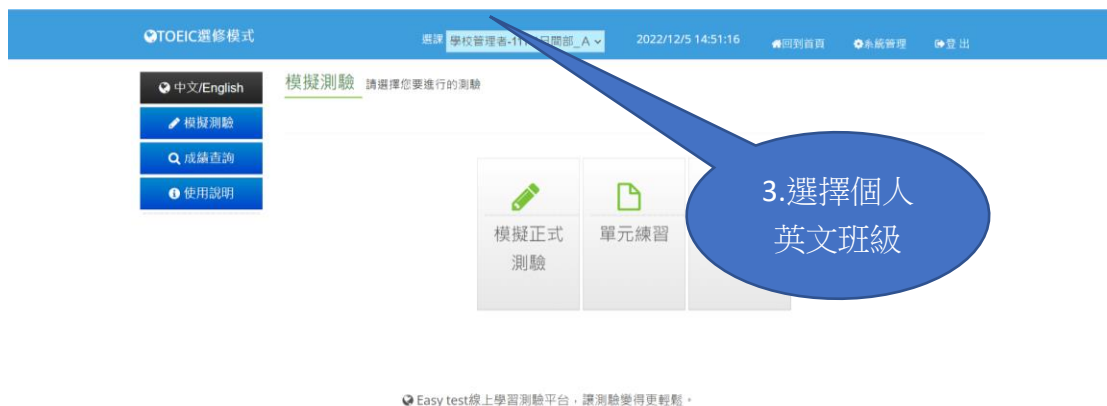 TOEIC選修模式
選課 學校管理者-11 日間部_A
2022/12/5 14:51:16
回到首頁
系統管理
登 出
中文/English
模擬測驗
成績查詢
使用說明
模擬測驗 請選擇您要進行的測驗
模擬正式
測驗
單元練習
3.選擇個人
英文班級
Easy test線上學習測驗平台，讓測驗變得更輕鬆。